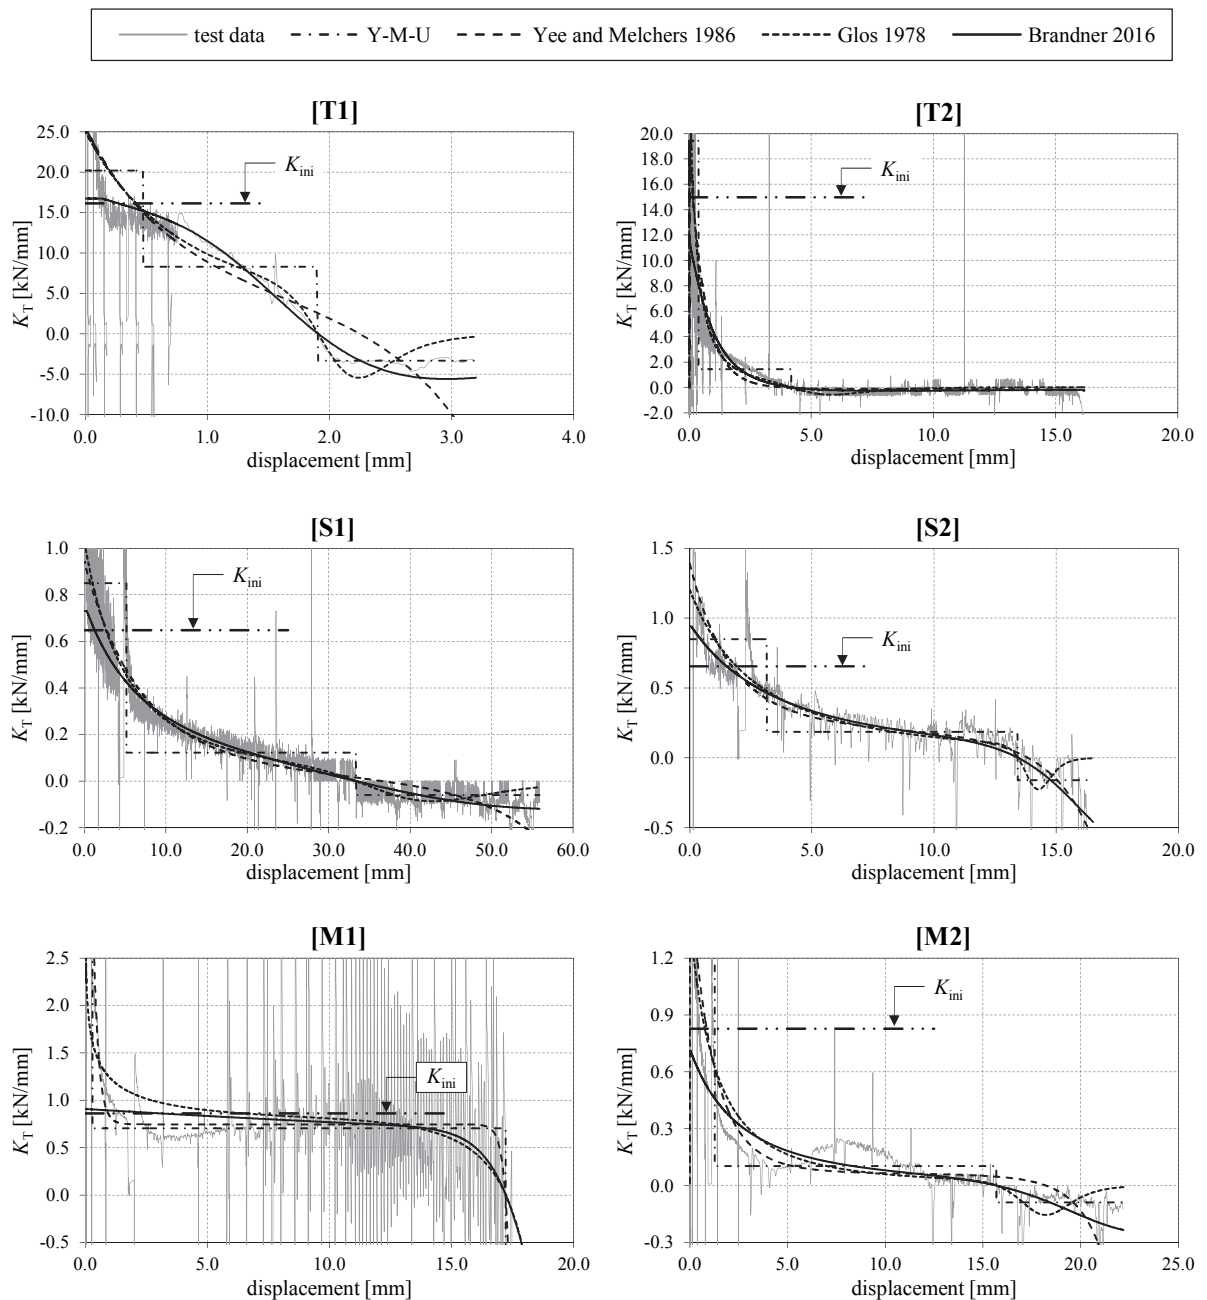 test data Y-M-U Yee and Melchers 1986 Glos 1978 Brandner 2016
[T1]
25.0
20.0
15.0
10.0
5.0
0.0
-5.0
-10.0
K_T [kN/mm]
K_ini
0.0 1.0 2.0 3.0 4.0
displacement [mm]
[T2]
20.0
18.0
16.0
14.0
12.0
10.0
8.0
6.0
4.0
2.0
0.0
-2.0
K_T [kN/mm]
K_ini
0.0 5.0 10.0 15.0 20.0
displacement [mm]
[S1]
1.0
0.8
0.6
0.4
0.2
0.0
-0.2
K_T [kN/mm]
K_ini
0.0 10.0 20.0 30.0 40.0 50.0 60.0
displacement [mm]
[S2]
1.5
1.0
0.5
0.0
-0.5
K_T [kN/mm]
K_ini
0.0 5.0 10.0 15.0 20.0
displacement [mm]
[M1]
2.5
2.0
1.5
1.0
0.5
0.0
-0.5
K_T [kN/mm]
K_ini
0.0 5.0 10.0 15.0 20.0
displacement [mm]
[M2]
1.2
0.9
0.6
0.3
0.0
-0.3
K_T [kN/mm]
K_ini
0.0 5.0 10.0 15.0 20.0 25.0
displacement [mm]